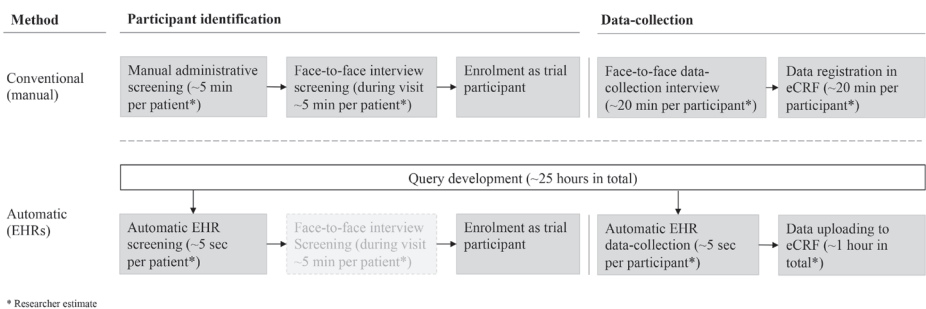 Method
Participant identification
Data-collection
Conventional
(manual)
Manual administrative
screening (~5 min
per patient*)
Face-to-face interview
screening (during visit
~5 min per patient*)
Enrolment as trial
participant
Face-to-face data-
collection interview
(~20 min per participant*)
Data registration in
eCRF (~20 min per
participant*)
Query development (~25 hours in total)
Automatic
(EHRs)
Automatic EHR
screening (~5 sec
per patient*)
Face-to-face interview
Screening (during visit
~5 min per patient*)
Enrolment as trial
participant
Automatic EHR
data-collection (~5 sec
per participant*)
Data uploading to
eCRF (~1 hour in
total*)
* Researcher estimate